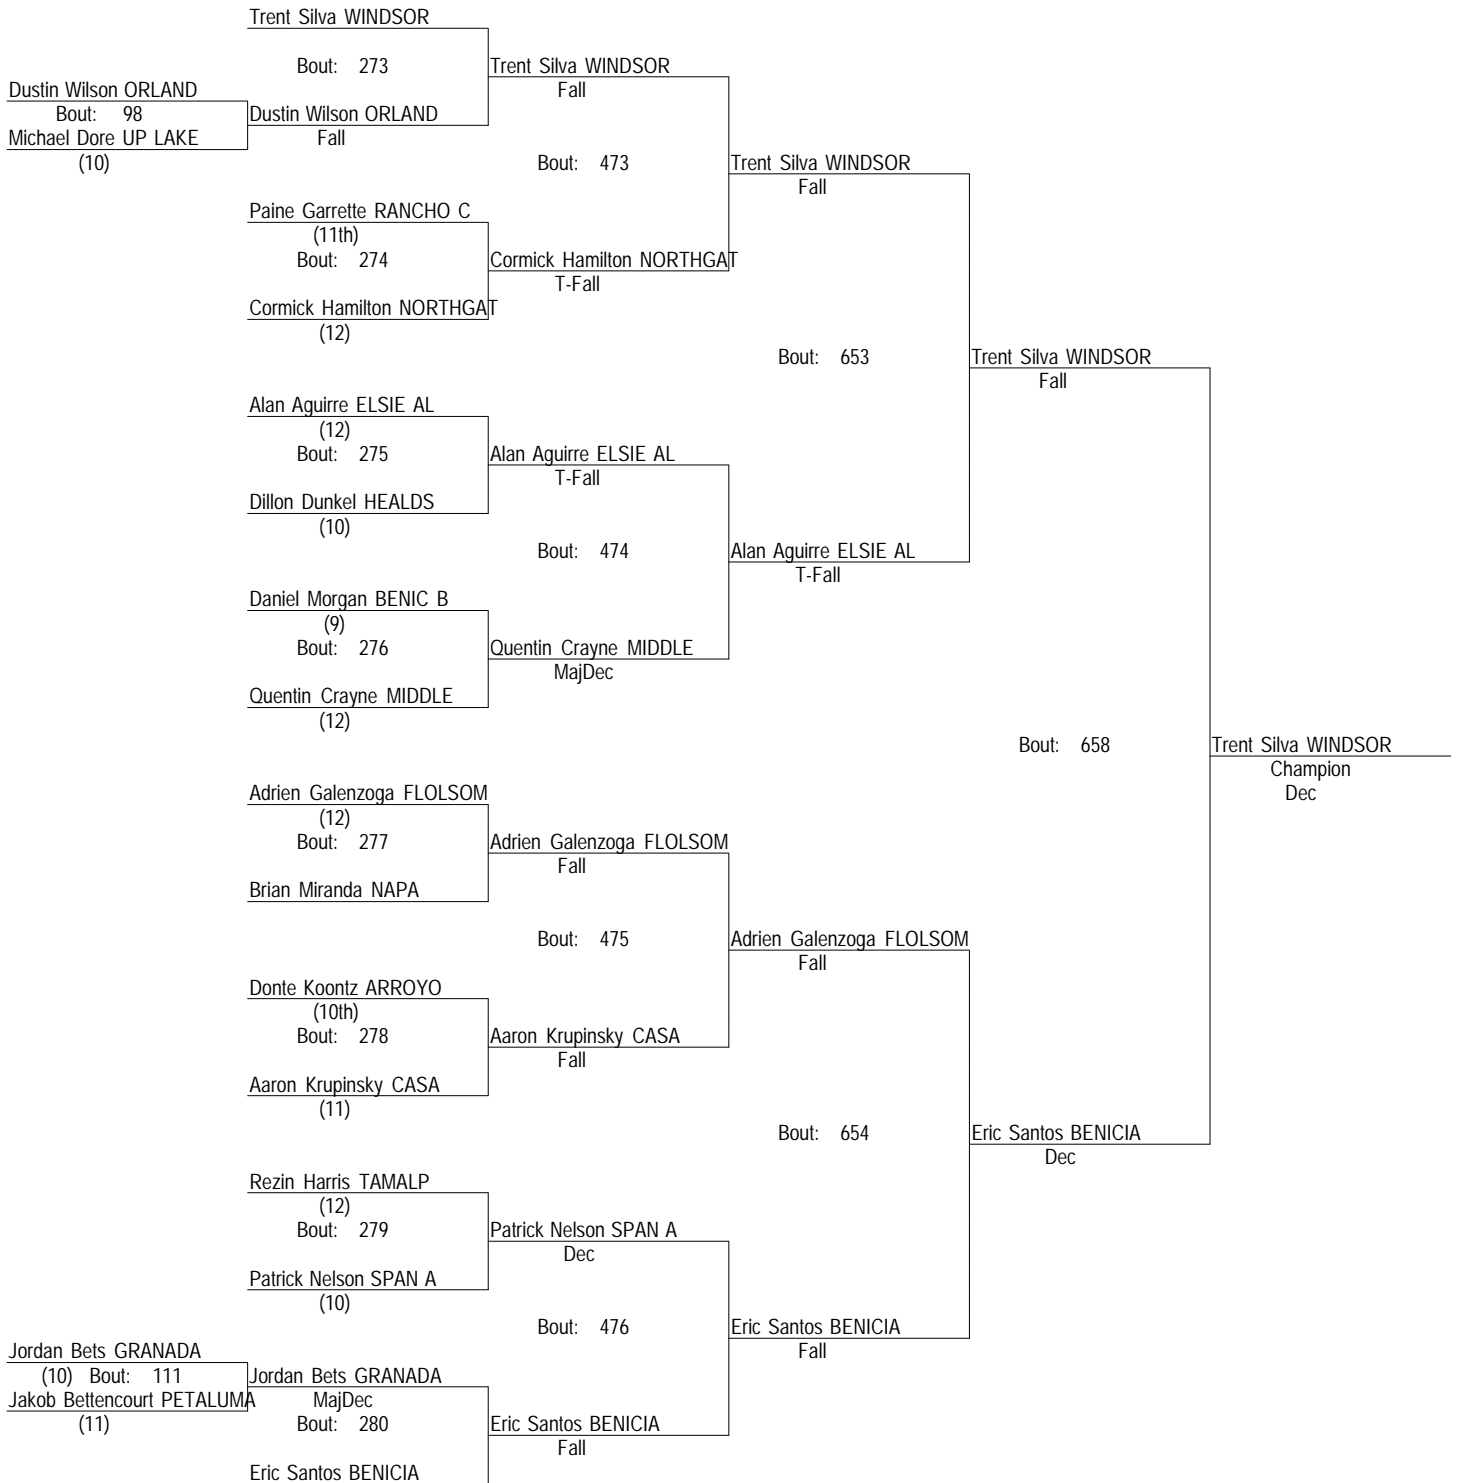 Trent Silva WINDSOR
Bout: 273
Trent Silva WINDSOR
Fall
Dustin Wilson ORLAND
Bout: 98
Dustin Wilson ORLAND
Michael Dore UP LAKE
Fall
(10)
Bout: 473
Trent Silva WINDSOR
Fall
Paine Garrette RANCHO C
(11th)
Bout: 274
Cormick Hamilton NORTHGAT
T-Fall
Cormick Hamilton NORTHGAT
(12)
Bout: 653
Trent Silva WINDSOR
Fall
Alan Aguirre ELSIE AL
(12)
Bout: 275
Alan Aguirre ELSIE AL
T-Fall
Dillon Dunkel HEALDS
(10)
Bout: 474
Alan Aguirre ELSIE AL
T-Fall
Daniel Morgan BENIC B
(9)
Bout: 276
Quentin Crayne MIDDLE
MajDec
Quentin Crayne MIDDLE
(12)
Bout: 658
Trent Silva WINDSOR
Champion
Dec
Adrien Galenzoga FLOLSOM
(12)
Bout: 277
Adrien Galenzoga FLOLSOM
Fall
Brian Miranda NAPA
Bout: 475
Adrien Galenzoga FLOLSOM
Fall
Donte Koontz ARROYO
(10th)
Bout: 278
Aaron Krupinsky CASA
Fall
Aaron Krupinsky CASA
(11)
Bout: 654
Eric Santos BENICIA
Dec
Rezin Harris TAMALP
(12)
Bout: 279
Patrick Nelson SPAN A
Dec
Patrick Nelson SPAN A
(10)
Bout: 476
Eric Santos BENICIA
Fall
Jordan Bets GRANADA
(10) Bout: 111
Jordan Bets GRANADA
Jakob Bettencourt PETALUMA
MajDec
(11)
Bout: 280
Eric Santos BENICIA
Fall
Eric Santos BENICIA